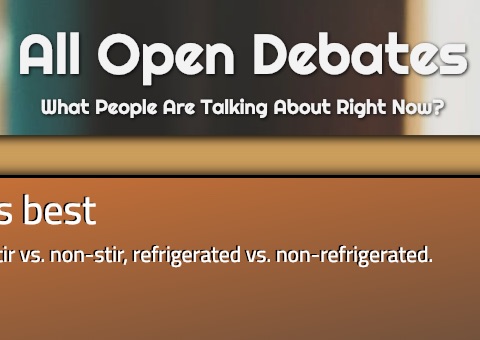 All Open Debates
What People Are Talking About Right Now?
s best
tir vs. non-stir, refrigerated vs. non-refrigerated.